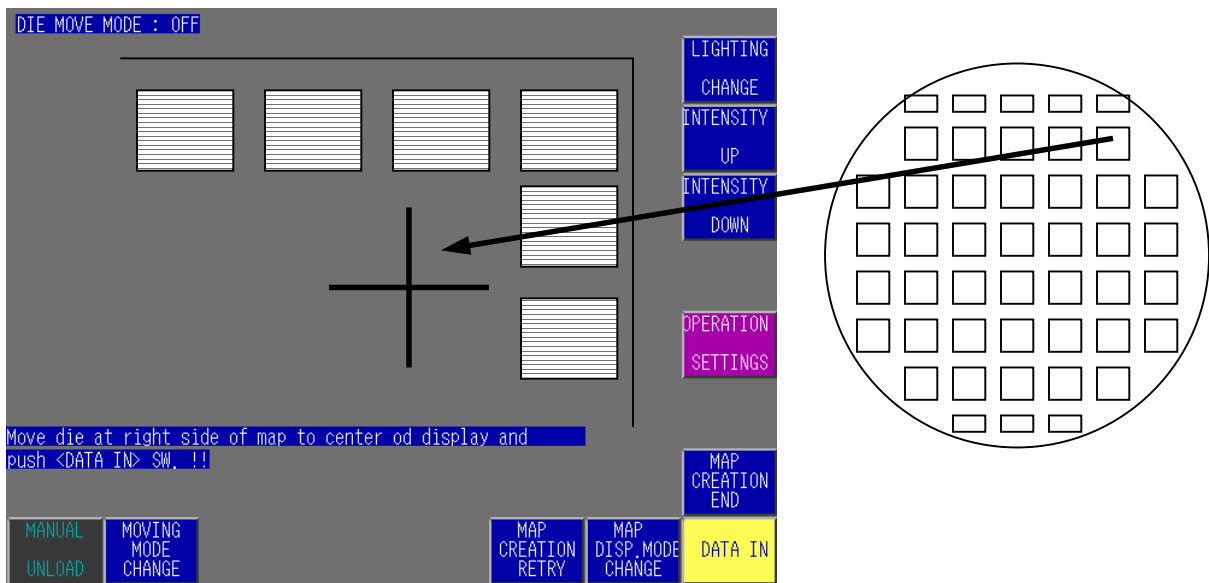 DIE MOVE MODE : OFF
LIGHTING
CHANGE
INTENSITY
UP
INTENSITY
DOWN
OPERATION
SETTINGS
Move die at right side of map to center od display and
push <DATA IN> SW. !!
MAP
CREATION
END
MANUAL
UNLOAD
MOVING
MODE
CHANGE
MAP
CREATION
RETRY
MAP
DISP.MODE
CHANGE
DATA IN